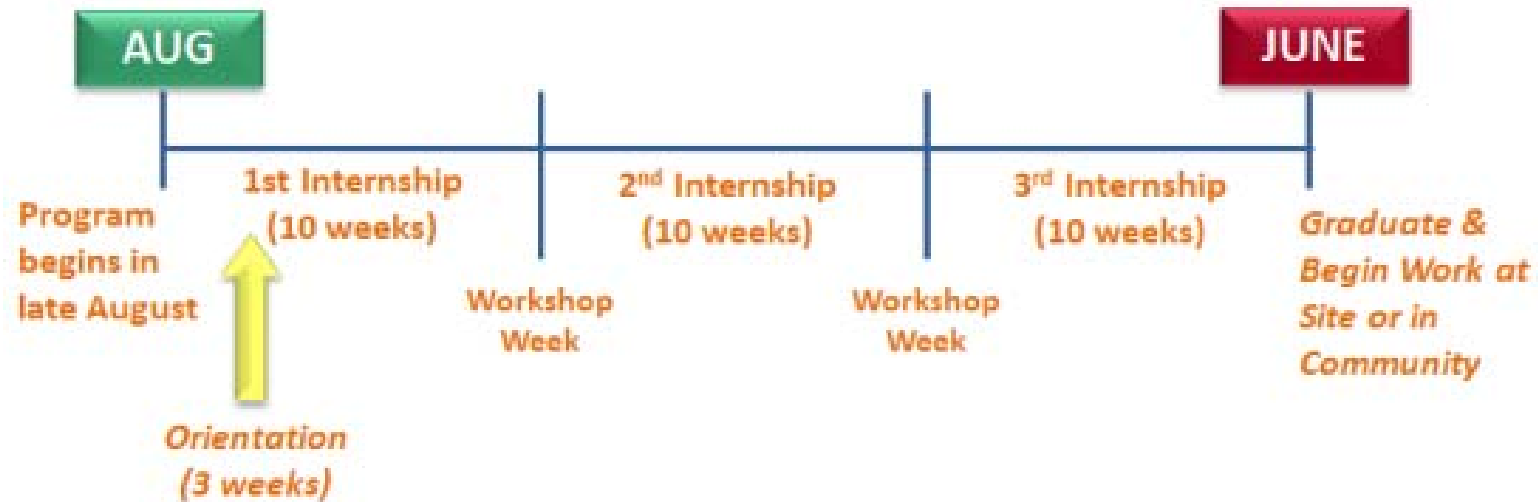 AUG
JUNE
Program
begins in
late August
1st Internship
(10 weeks)
Orientation
(3 weeks)
Workshop
Week
2nd Internship
(10 weeks)
Workshop
Week
3rd Internship
(10 weeks)
Graduate &
Begin Work at
Site or in
Community